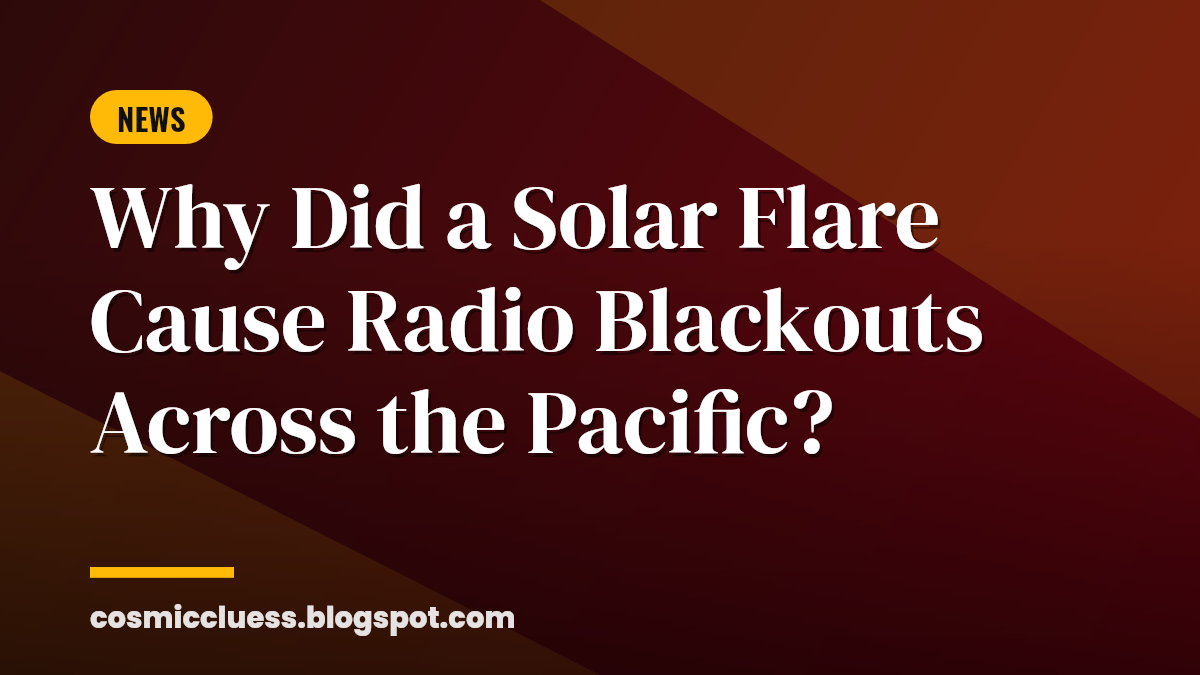 NEWS
Why Did a Solar Flare
Cause Radio Blackouts
Across the Pacific?
cosmiccluess.blogspot.com